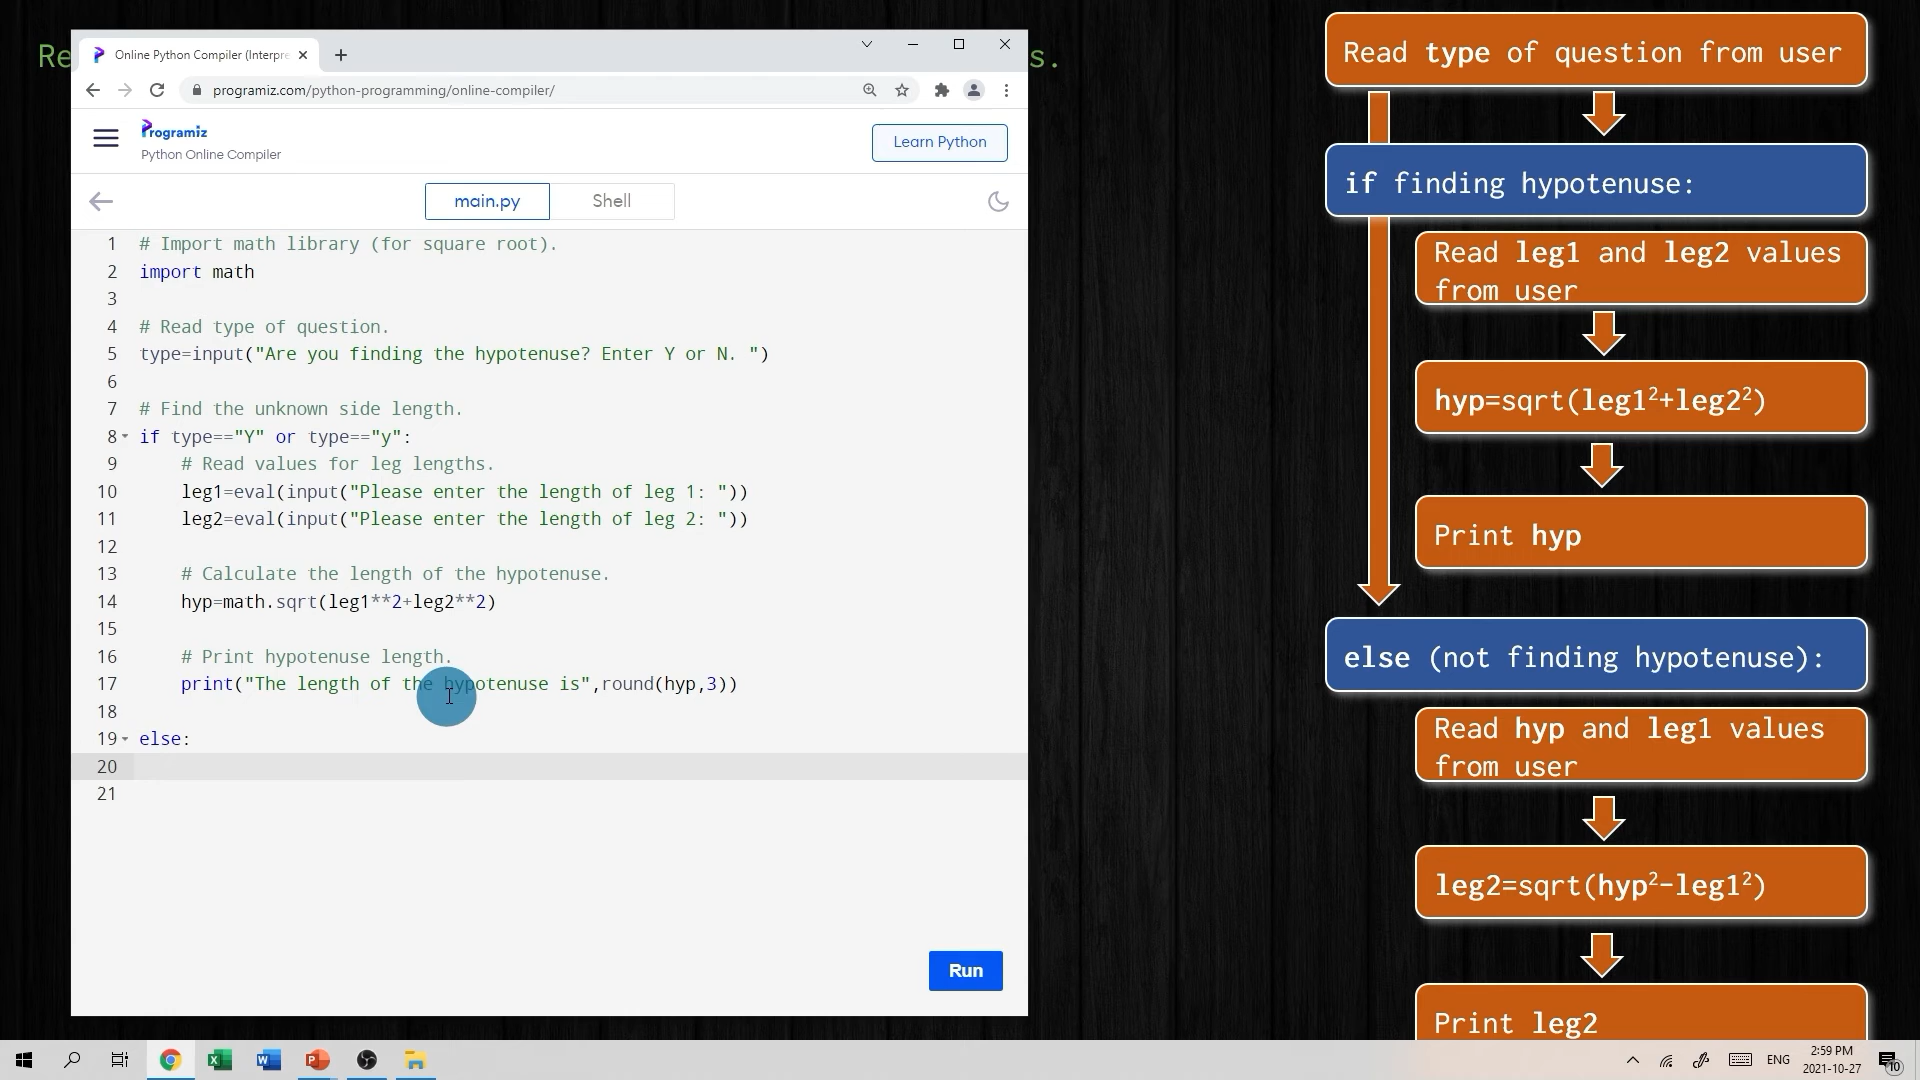 Re
s.
Online Python Compiler (Interpre
programiz.com/python-programming/online-compiler/
Programiz
Python Online Compiler
Learn Python
main.py
Shell
1 # Import math library (for square root).
2 import math
3
4 # Read type of question.
5 type=input("Are you finding the hypotenuse? Enter Y or N. ")
6
7 # Find the unknown side length.
8 if type=="Y" or type=="y":
9 # Read values for leg lengths.
10 leg1=eval(input("Please enter the length of leg 1: "))
11 leg2=eval(input("Please enter the length of leg 2: "))
12
13 # Calculate the length of the hypotenuse.
14 hyp=math.sqrt(leg1**2+leg2**2)
15
16 # Print hypotenuse length.
17 print("The length of the hypotenuse is",round(hyp,3))
18
19 else:
20
21
Run
Read type of question from user
if finding hypotenuse:
Read leg1 and leg2 values
from user
hyp=sqrt(leg1²+leg2²)
Print hyp
else (not finding hypotenuse):
Read hyp and leg1 values
from user
leg2=sqrt(hyp²-leg1²)
Print leg2
ENG
2:59 PM
2021-10-27
10